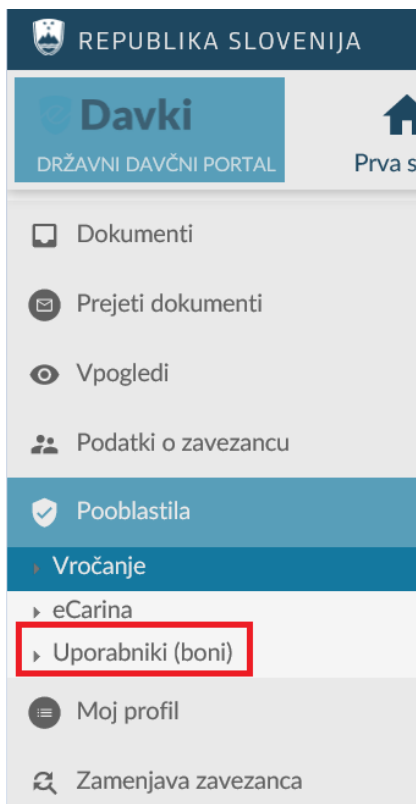 REPUBLIKA SLOVENIJA
Davki
DRŽAVNI DAVČNI PORTAL
Prva s
Dokumenti
Prejeti dokumenti
Vpogledi
Podatki o zavezancu
Pooblastila
Vročanje
eCarina
Uporabniki (boni)
Moj profil
Zamenjava zavezanca